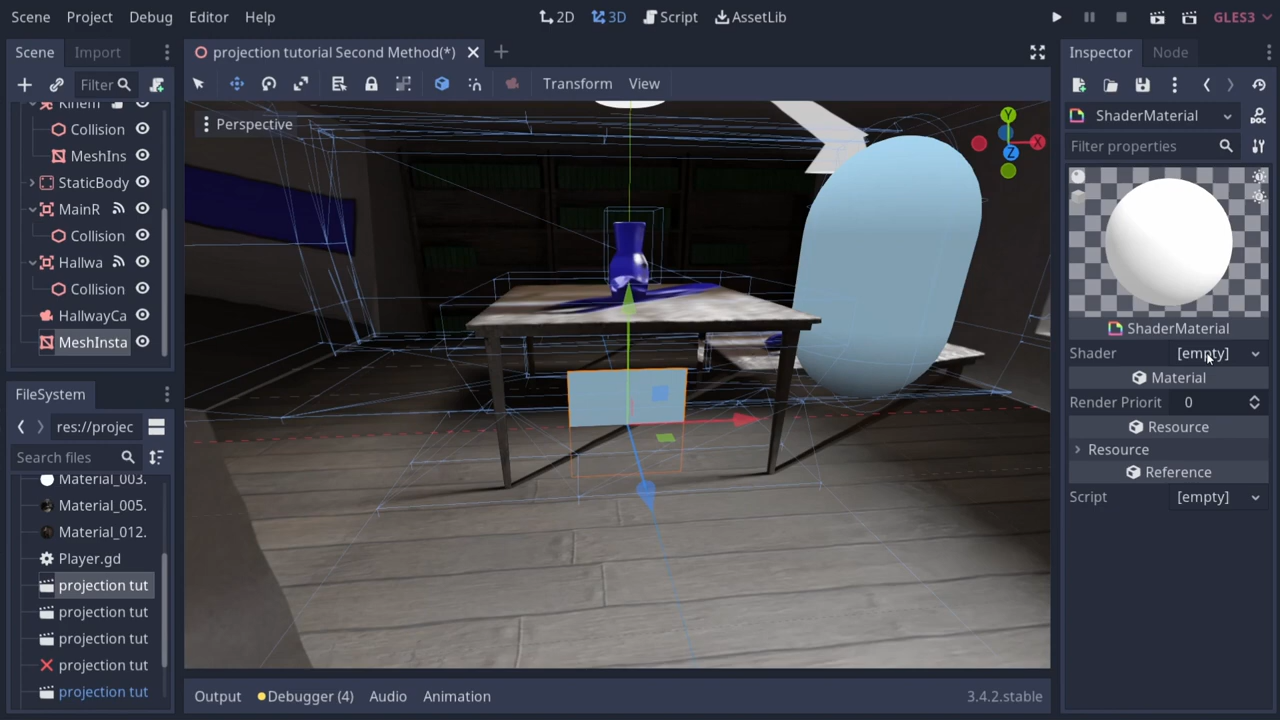 Scene Project Debug Editor Help 2D 3D Script AssetLib GLES3
Scene Import projection tutorial Second Method(*) Inspector Node
Filter Transform View
ShaderMaterial
Perspective
Filter properties
Kinem
Collision
MeshIns
StaticBody
MainR
Collision
Hallwa
Collision
HallwayCa
MeshInsta
ShaderMaterial
Shader [empty]
Material
Render Priorit 0
Resource
Resource
Reference
Script [empty]
FileSystem
res://projec
Search files
Material_003.
Material_005.
Material_012.
Player.gd
projection tut
projection tut
projection tut
projection tut
projection tut
Output Debugger (4) Audio Animation 3.4.2.stable